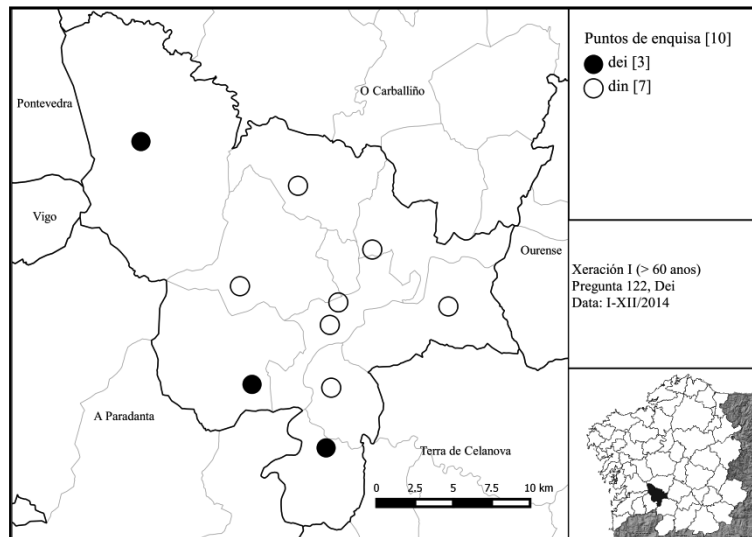 Pontevedra
Vigo
O Carballiño
Ourense
A Paradanta
Terra de Celanova
0 2,5 5 7,5 10 km
Puntos de enquisa [10]
dei [3]
din [7]
Xeración I (> 60 anos)
Pregunta 122, Dei
Data: I-XII/2014